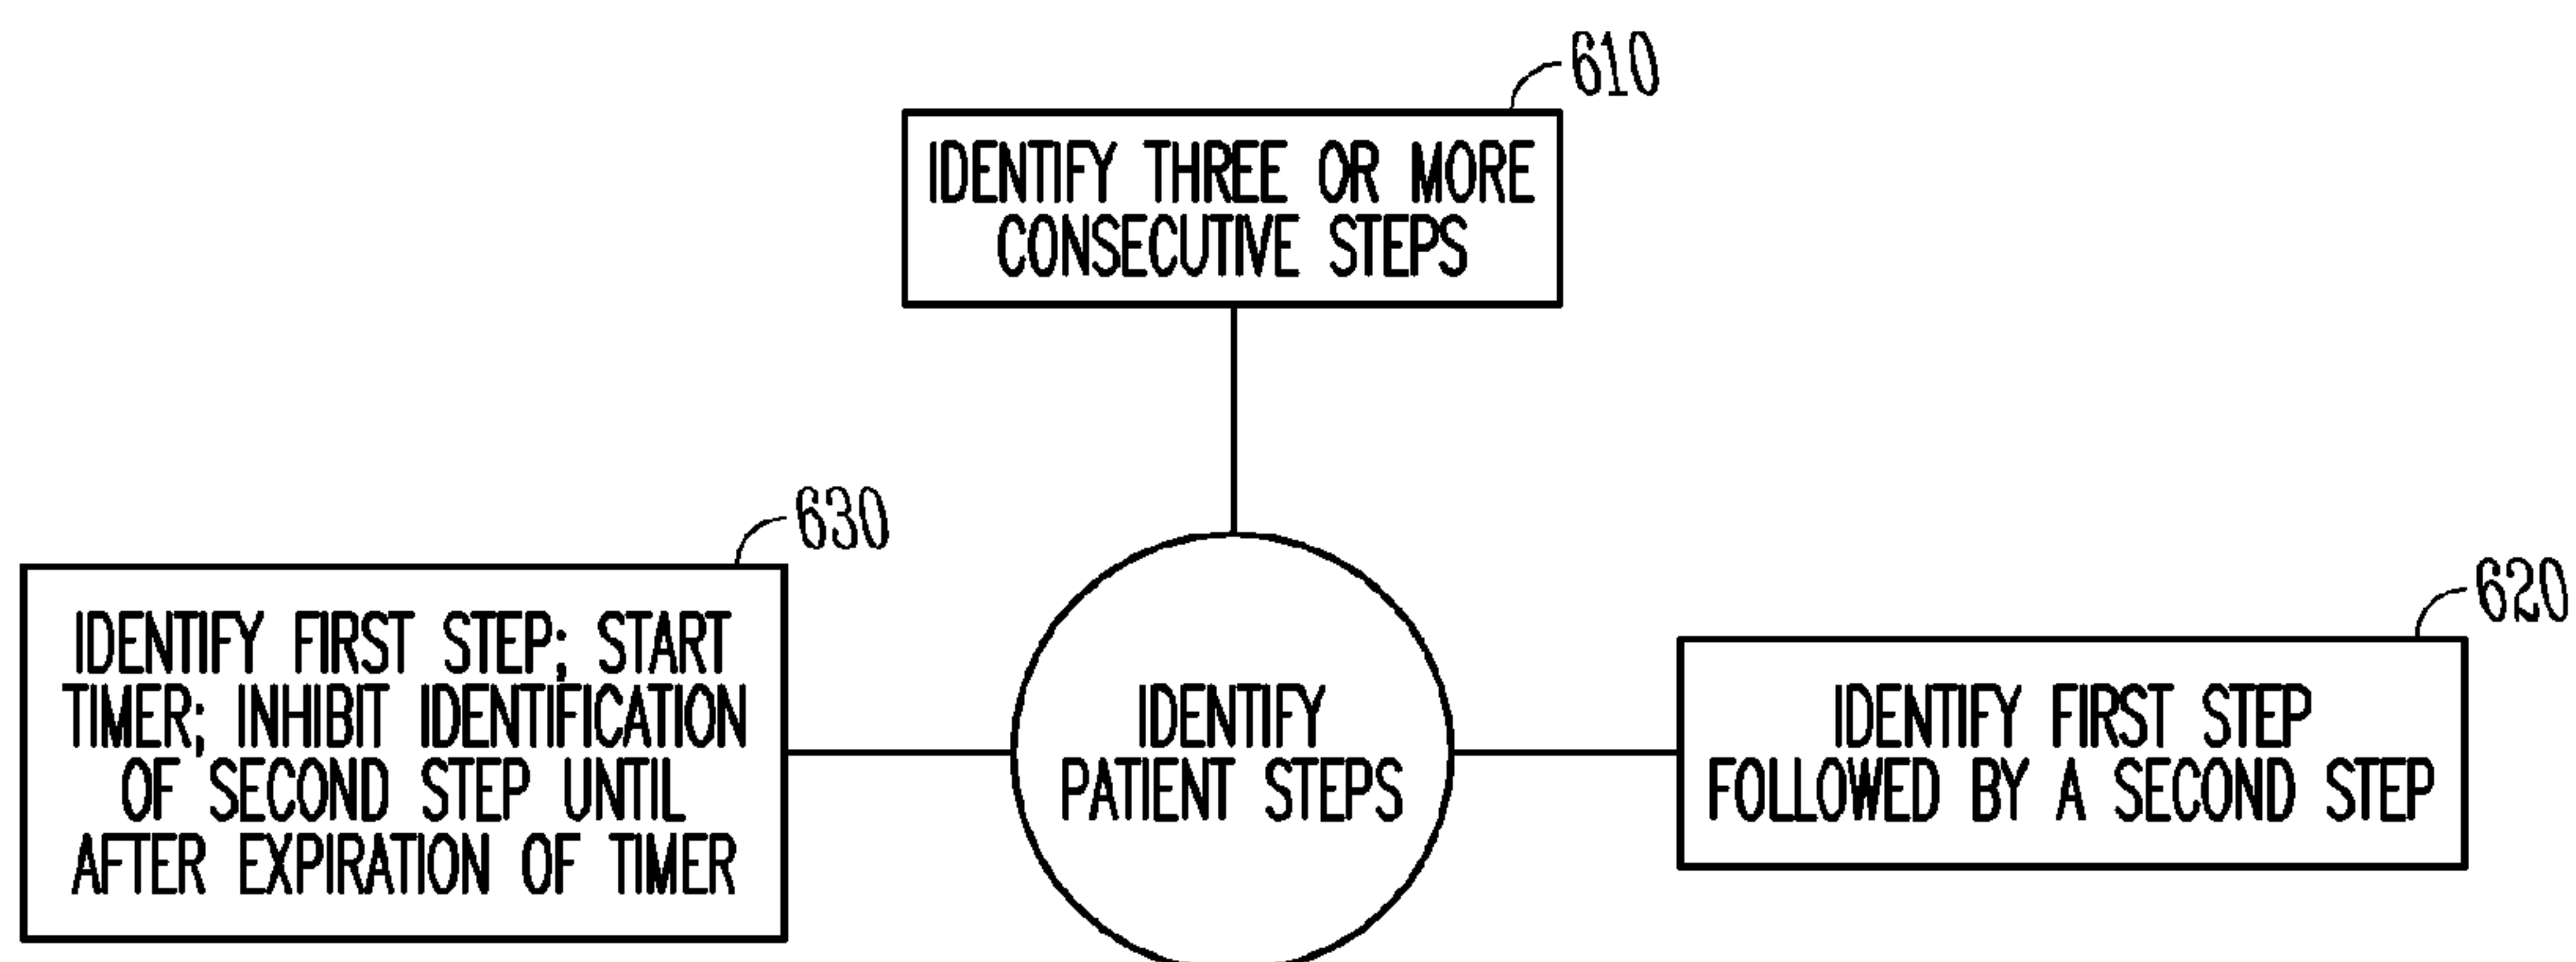 610
IDENTIFY THREE OR MORE
CONSECUTIVE STEPS
630
IDENTIFY FIRST STEP; START
TIMER; INHIBIT IDENTIFICATION
OF SECOND STEP UNTIL
AFTER EXPIRATION OF TIMER
IDENTIFY
PATIENT STEPS
620
IDENTIFY FIRST STEP
FOLLOWED BY A SECOND STEP